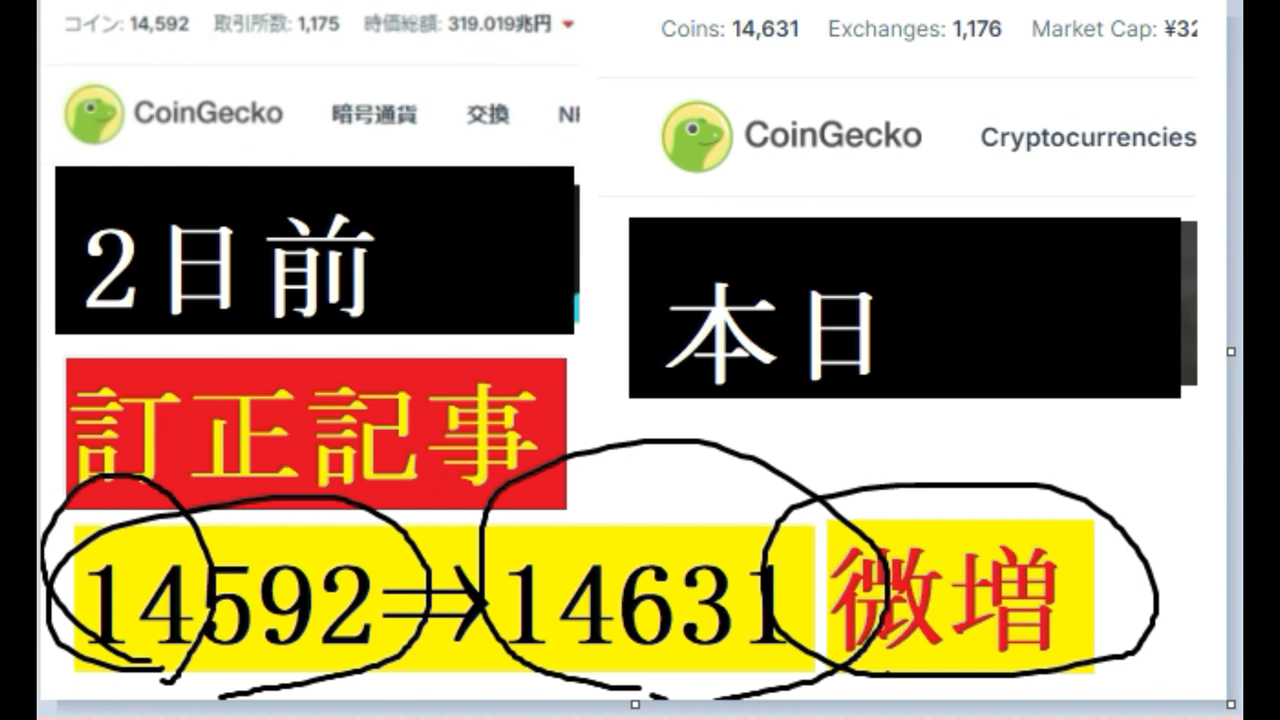 コイン: 14,592 取引所数: 1,175 時価総額: 319.019兆円
CoinGecko 暗号通貨 交換
2日前
訂正記事
Coins: 14,631 Exchanges: 1,176 Market Cap: ¥32
CoinGecko Cryptocurrencies
本日
14592⇒14631 微増